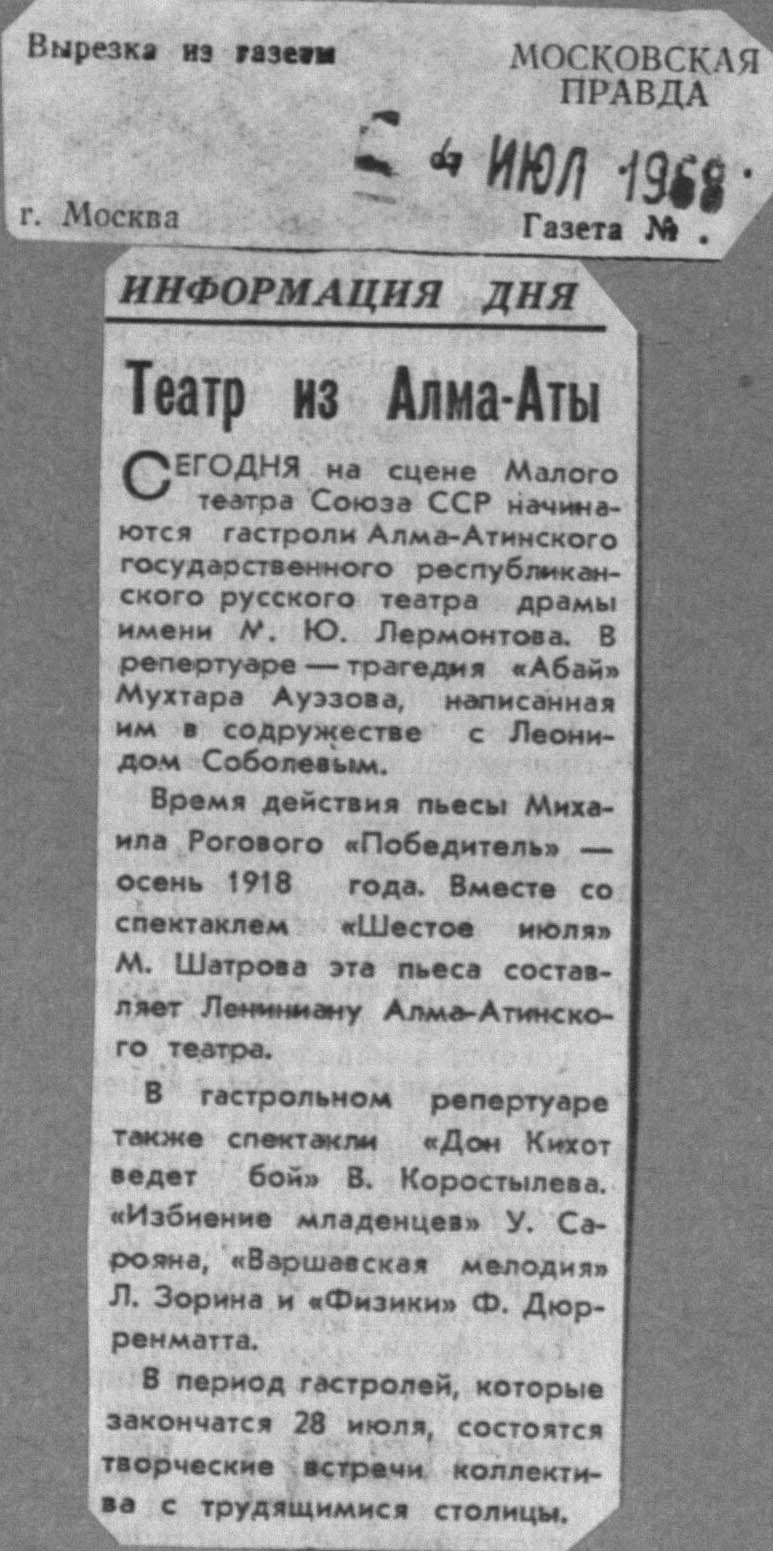 Вырезка из газеты
МОСКОВСКАЯ
ПРАВДА
4 ИЮЛ 1968
г. Москва
Газета № .
ИНФОРМАЦИЯ ДНЯ
Театр из Алма-Аты
СЕГОДНЯ на сцене Малого
театра Союза ССР начина-
ются гастроли Алма-Атинского
государственного республикан-
ского русского театра драмы
имени М. Ю. Лермонтова. В
репертуаре — трагедия «Абай»
Мухтара Ауэзова, написанная
им в содружестве с Леони-
дом Соболевым.
Время действия пьесы Миха-
ила Рогового «Победитель» —
осень 1918 года. Вместе со
спектаклем «Шестое июля»
М. Шатрова эта пьеса состав-
ляет Лениниану Алма-Атинско-
го театра.
В гастрольном репертуаре
также спектакли «Дон Кихот
ведет бой» В. Коростылева.
«Избиение младенцев» У. Са-
рояна, «Варшавская мелодия»
Л. Зорина и «Физики» Ф. Дюр-
ренматта.
В период гастролей, которые
закончатся 28 июля, состоятся
творческие встречи коллекти-
ва с трудящимися столицы.